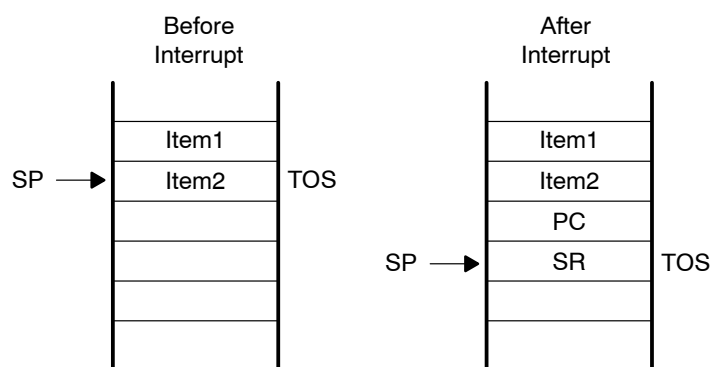 Before
Interrupt
After
Interrupt
Item1
Item1
SP
Item2
TOS
Item2
PC
SP
SR
TOS